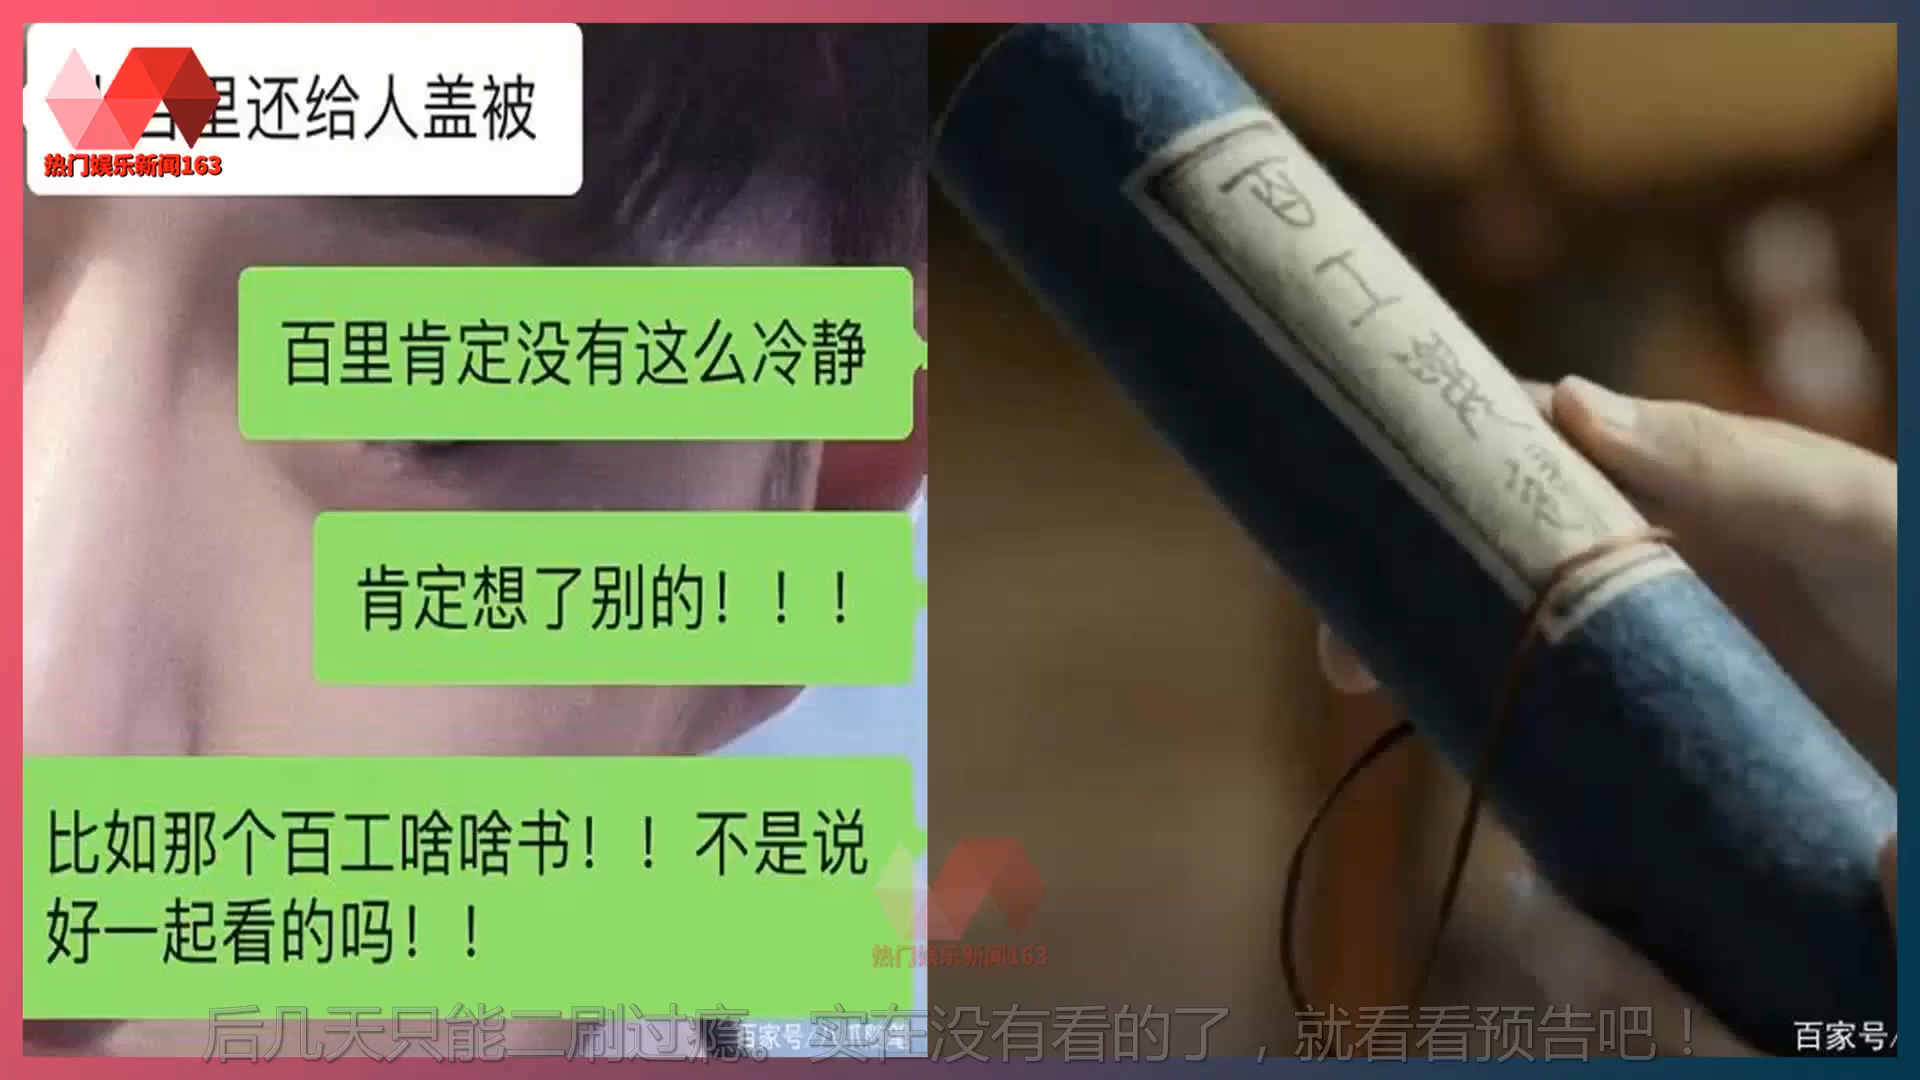 百里还给人盖被
热门娱乐新闻163
百里肯定没有这么冷静
肯定想了别的！！！
比如那个百工啥啥书！！不是说
好一起看的吗！！
百工
热门娱乐新闻163
后几天只能二刷过瘾。实在没有看的了，就看看预告吧！
百家号/
百家号/